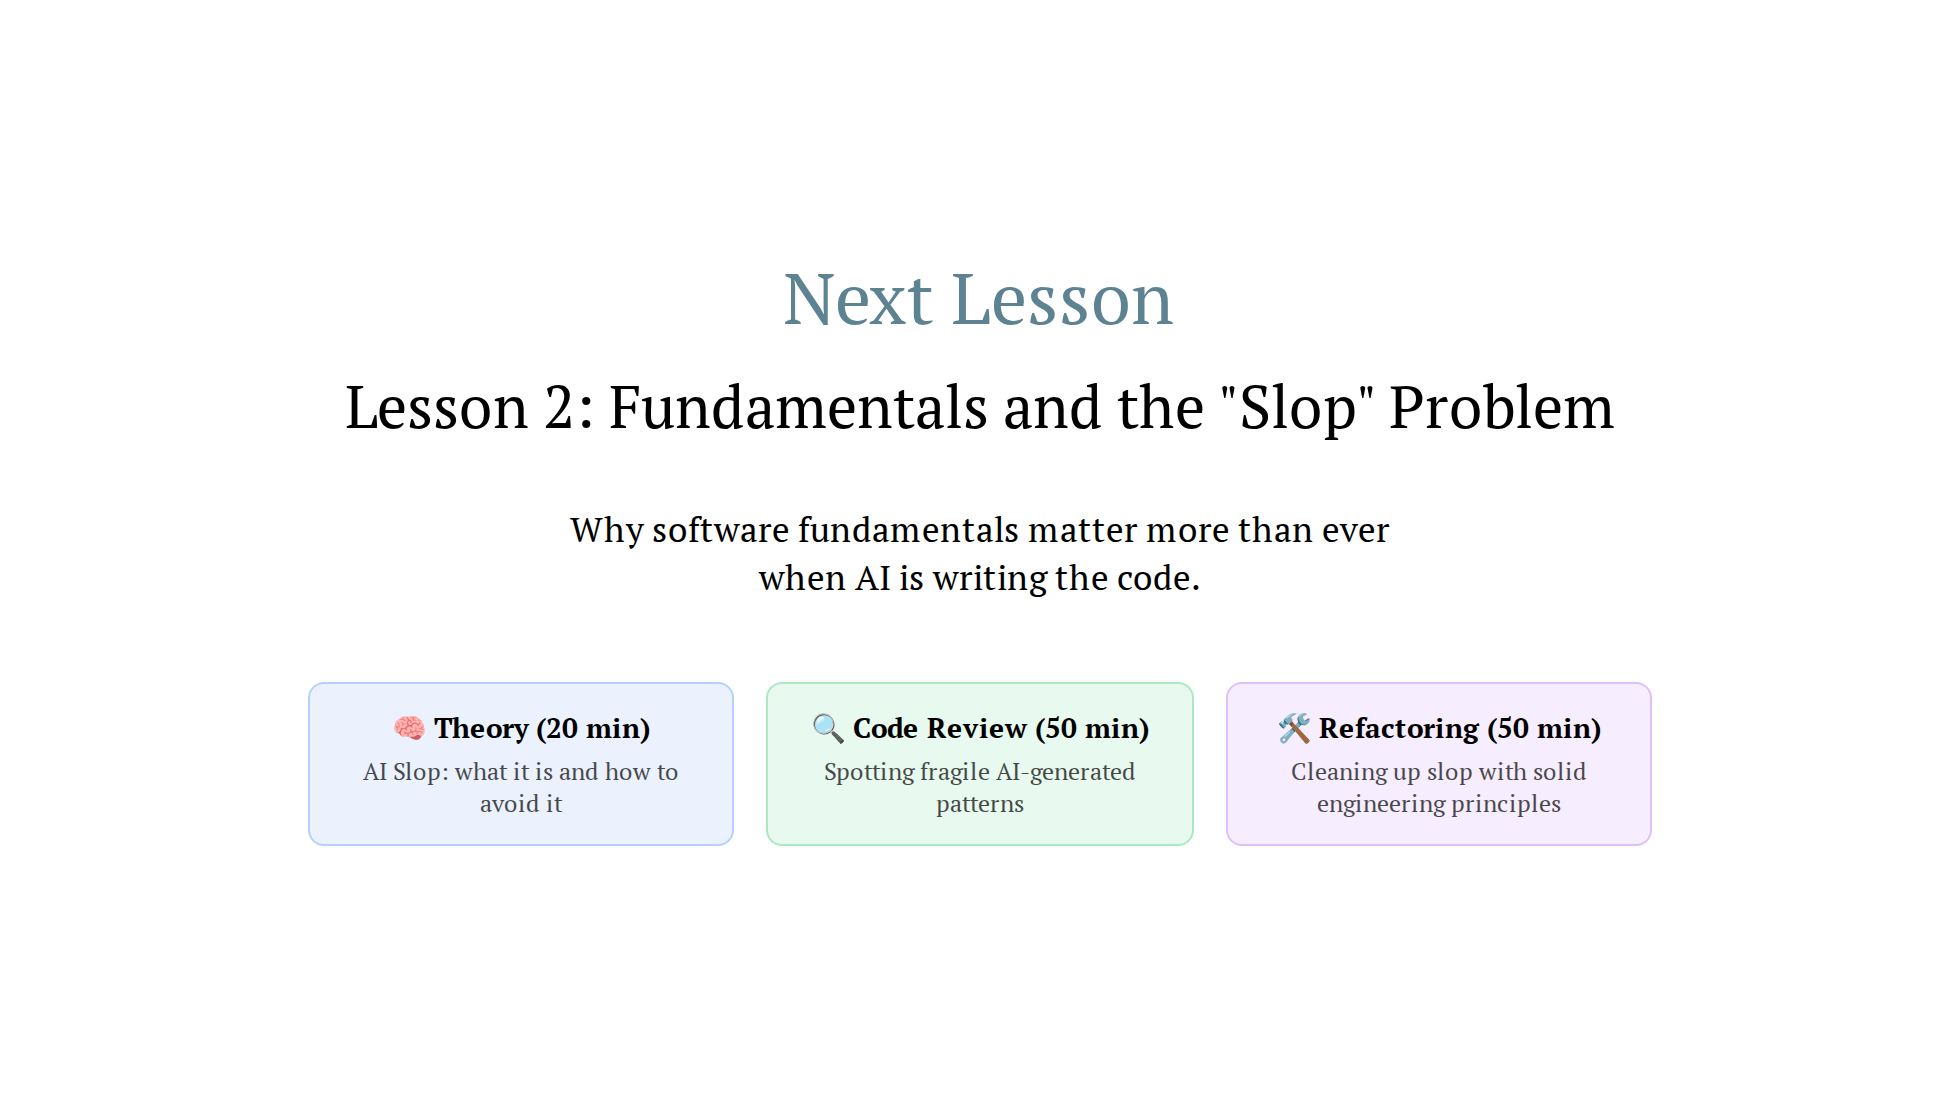 Next Lesson
Lesson 2: Fundamentals and the "Slop" Problem
Why software fundamentals matter more than ever
when AI is writing the code.
🧠 Theory (20 min)
AI Slop: what it is and how to
avoid it
🔍 Code Review (50 min)
Spotting fragile AI-generated
patterns
🛠️ Refactoring (50 min)
Cleaning up slop with solid
engineering principles